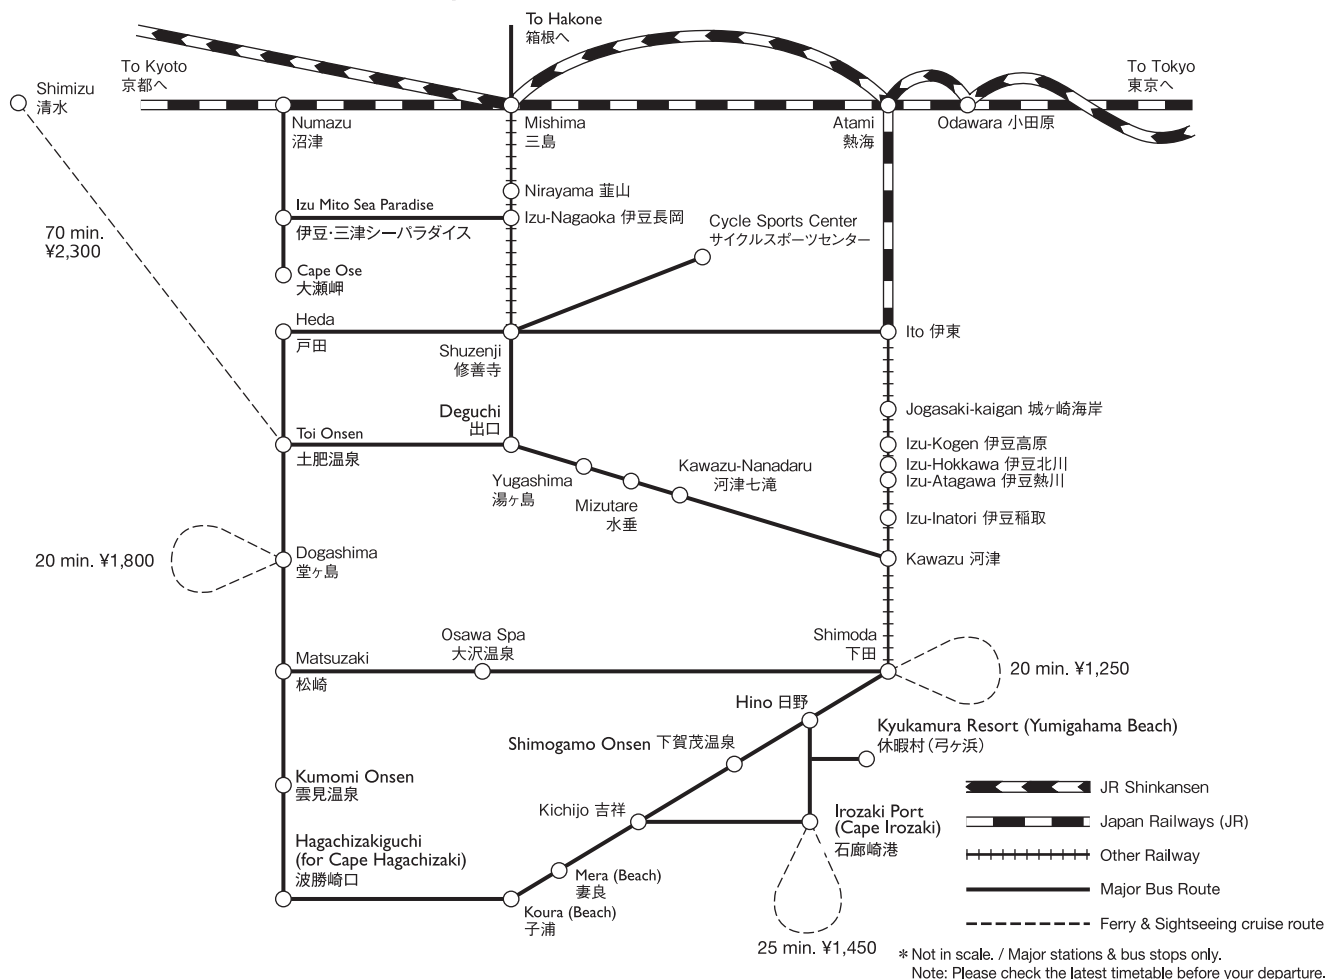 To Hakone
箱根へ
To Kyoto
京都へ
To Tokyo
東京へ
Shimizu
清水
Numazu
沼津
Mishima
三島
Atami
熱海
Odawara 小田原
Nirayama 韮山
Izu Mito Sea Paradise
伊豆・三津シーパラダイス
Izu-Nagaoka 伊豆長岡
Cycle Sports Center
サイクルスポーツセンター
70 min.
¥2,300
Cape Ose
大瀬岬
Heda
戸田
Shuzenji
修善寺
Ito 伊東
Deguchi
出口
Jogasaki-kaigan 城ヶ崎海岸
Toi Onsen
土肥温泉
Izu-Kogen 伊豆高原
Izu-Hokkawa 伊豆北川
Izu-Atagawa 伊豆熱川
Yugashima
湯ヶ島
Mizutare
水垂
Kawazu-Nanadaru
河津七滝
Izu-Inatori 伊豆稲取
20 min. ¥1,800
Dogashima
堂ヶ島
Kawazu 河津
Osawa Spa
大沢温泉
Shimoda
下田
Matsuzaki
松崎
20 min. ¥1,250
Hino 日野
Kyukamura Resort (Yumigahama Beach)
休暇村（弓ヶ浜）
Shimogamo Onsen 下賀茂温泉
Kumomi Onsen
雲見温泉
Kichijo 吉祥
Irozaki Port
(Cape Irozaki)
石廊崎港
Hagachizakiguchi
(for Cape Hagachizaki)
波勝崎口
Mera (Beach)
妻良
Koura (Beach)
子浦
25 min. ¥1,450
JR Shinkansen
Japan Railways (JR)
Other Railway
Major Bus Route
Ferry & Sightseeing cruise route
* Not in scale. / Major stations & bus stops only.
Note: Please check the latest timetable before your departure.